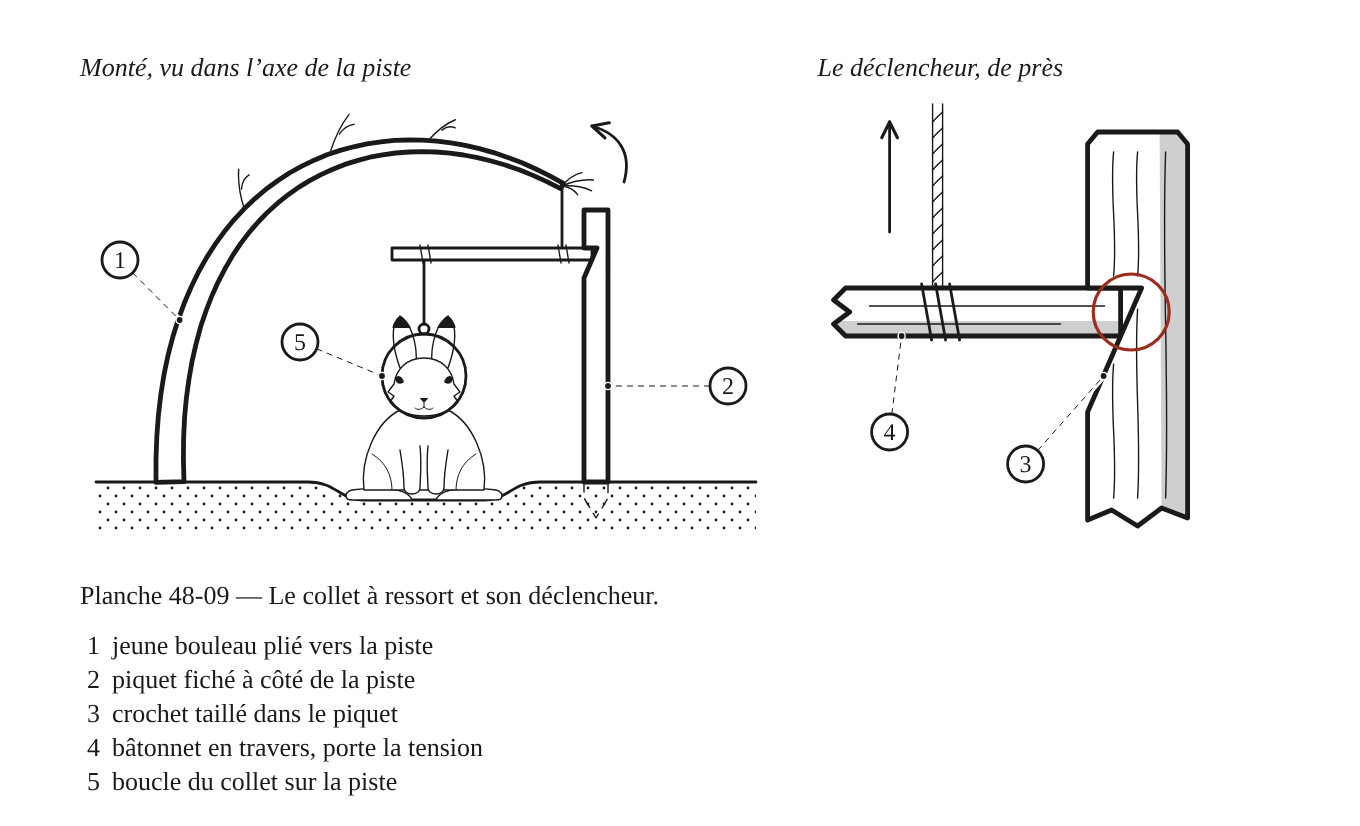 Monté, vu dans l’axe de la piste
Le déclencheur, de près
1
5
2
4
3
Planche 48-09 — Le collet à ressort et son déclencheur.
1 jeune bouleau plié vers la piste
2 piquet fiché à côté de la piste
3 crochet taillé dans le piquet
4 bâtonnet en travers, porte la tension
5 boucle du collet sur la piste